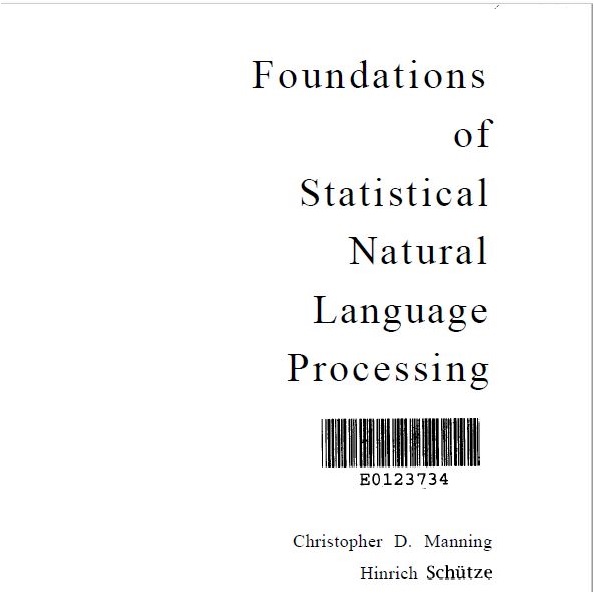 Foundations
of
Statistical
Natural
Language
Processing
E0123734
Christopher D. Manning
Hinrich Schütze